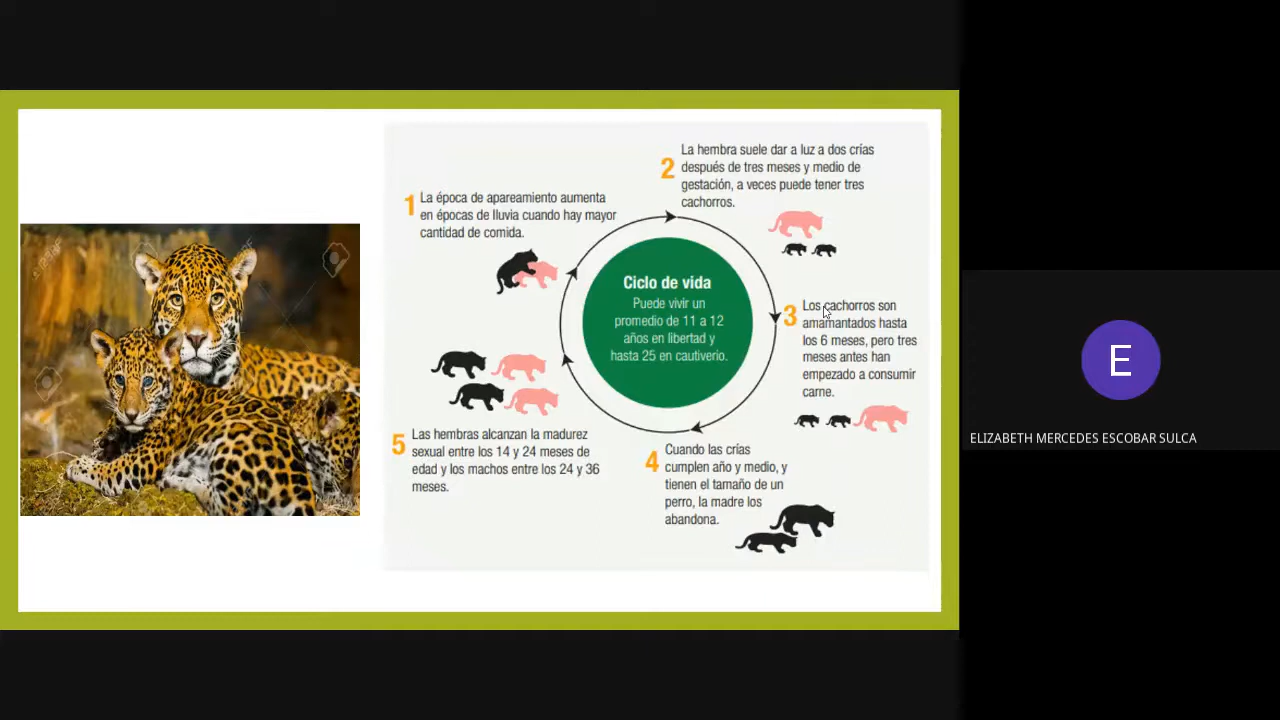 1
La época de apareamiento aumenta
en épocas de lluvia cuando hay mayor
cantidad de comida.
2
La hembra suele dar a luz a dos crías
después de tres meses y medio de
gestación, a veces puede tener tres
cachorros.
Ciclo de vida
Puede vivir un
promedio de 11 a 12
años en libertad y
hasta 25 en cautiverio.
3
Los cachorros son
amamantados hasta
los 6 meses, pero tres
meses antes han
empezado a consumir
carne.
4
Cuando las crías
cumplen año y medio, y
tienen el tamaño de un
perro, la madre los
abandona.
5
Las hembras alcanzan la madurez
sexual entre los 14 y 24 meses de
edad y los machos entre los 24 y 36
meses.
E
ELIZABETH MERCEDES ESCOBAR SULCA